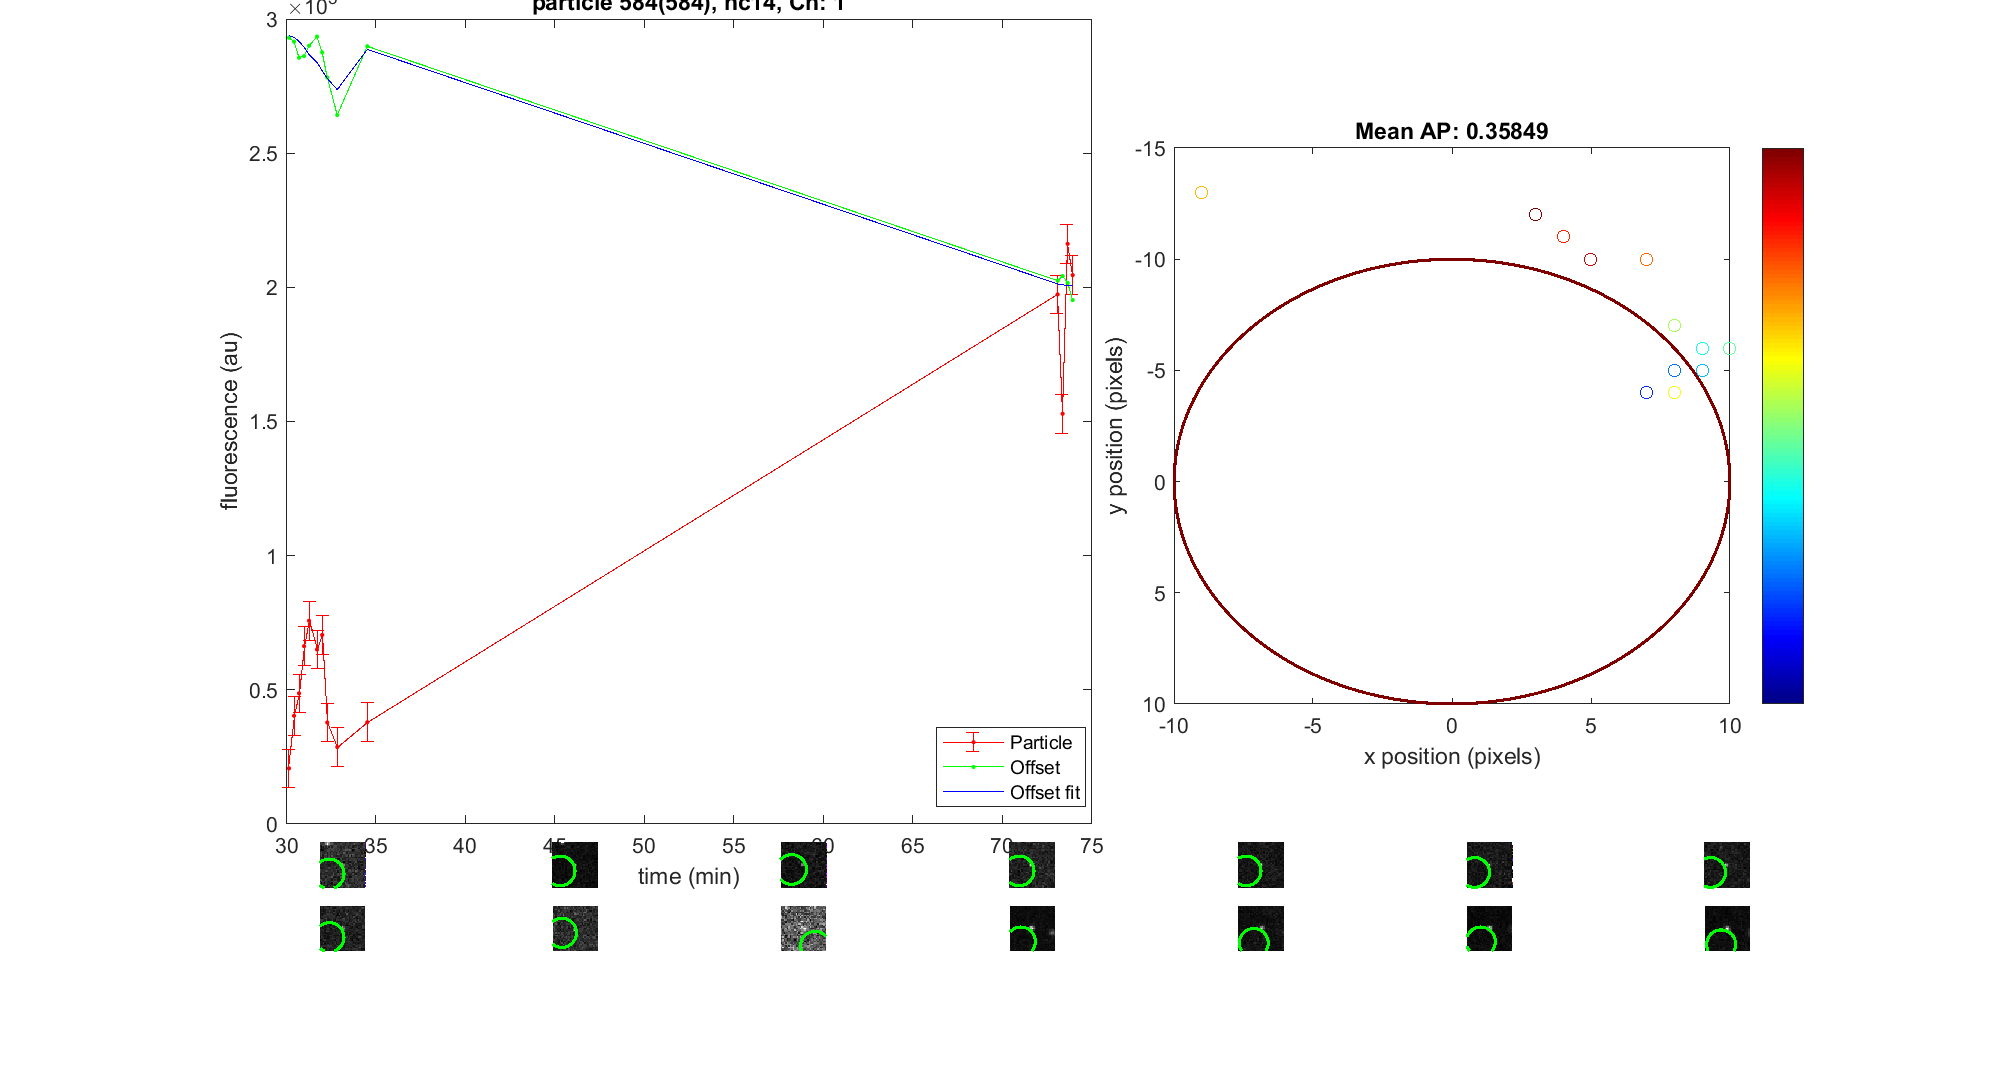 particle 584(584), nc14, Ch: 1
3
2.5
2
1.5
1
0.5
0
fluorescence (au)
30 35 40 45 50 55 60 65 70 75
time (min)
Particle
Offset
Offset fit
Mean AP: 0.35849
-15
-10
-5
0
5
10
y position (pixels)
-10 -5 0 5 10
x position (pixels)